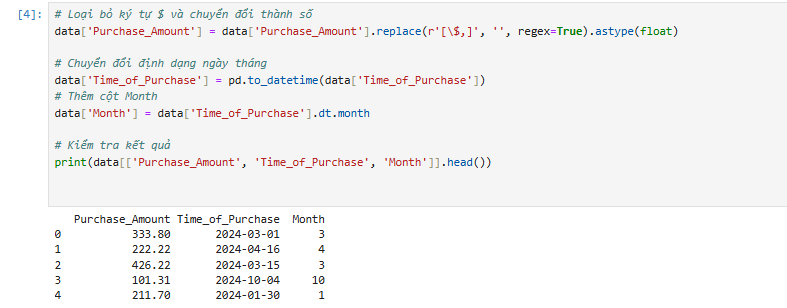 [4]: # Loại bỏ ký tự $ và chuyển đổi thành số
data['Purchase_Amount'] = data['Purchase_Amount'].replace(r'[\$,]', '', regex=True).astype(float)
# Chuyển đổi định dạng ngày tháng
data['Time_of_Purchase'] = pd.to_datetime(data['Time_of_Purchase'])
# Thêm cột Month
data['Month'] = data['Time_of_Purchase'].dt.month
# Kiểm tra kết quả
print(data[['Purchase_Amount', 'Time_of_Purchase', 'Month']].head())
Purchase_Amount Time_of_Purchase Month
0 333.80 2024-03-01 3
1 222.22 2024-04-16 4
2 426.22 2024-03-15 3
3 101.31 2024-10-04 10
4 211.70 2024-01-30 1